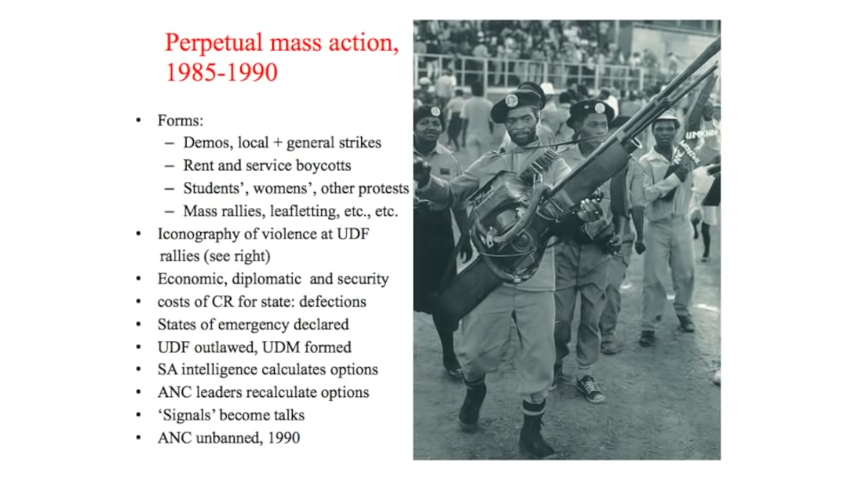 Perpetual mass action,
1985-1990
• Forms:
– Demos, local + general strikes
– Rent and service boycotts
– Students', womens', other protests
– Mass rallies, leafletting, etc., etc.
• Iconography of violence at UDF
rallies (see right)
• Economic, diplomatic and security
• costs of CR for state: defections
• States of emergency declared
• UDF outlawed, UDM formed
• SA intelligence calculates options
• ANC leaders recalculate options
• ‘Signals’ become talks
• ANC unbanned, 1990